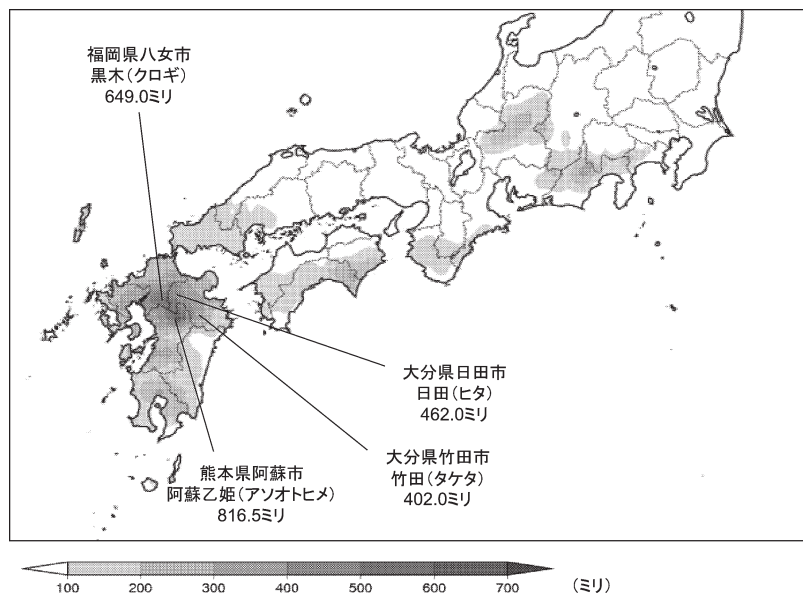 福岡県八女市
黒木（クロギ）
649.0ミリ
大分県日田市
日田（ヒタ）
462.0ミリ
大分県竹田市
竹田（タケタ）
402.0ミリ
熊本県阿蘇市
阿蘇乙姫（アソオトヒメ）
816.5ミリ
100 200 300 400 500 600 700 （ミリ）